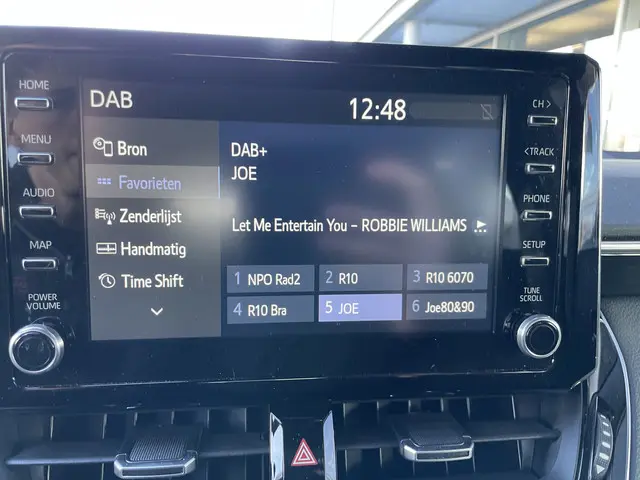 HOME
MENU
AUDIO
MAP
POWER
VOLUME
DAB
12:48
Bron
Favorieten
Zenderlijst
Handmatig
Time Shift
DAB+
JOE
Let Me Entertain You - ROBBIE WILLIAMS
1 NPO Rad2
2 R10
3 R10 6070
4 R10 Bra
5 JOE
6 Joe80&90
CH >
< TRACK
PHONE
SETUP
TUNE
SCROLL